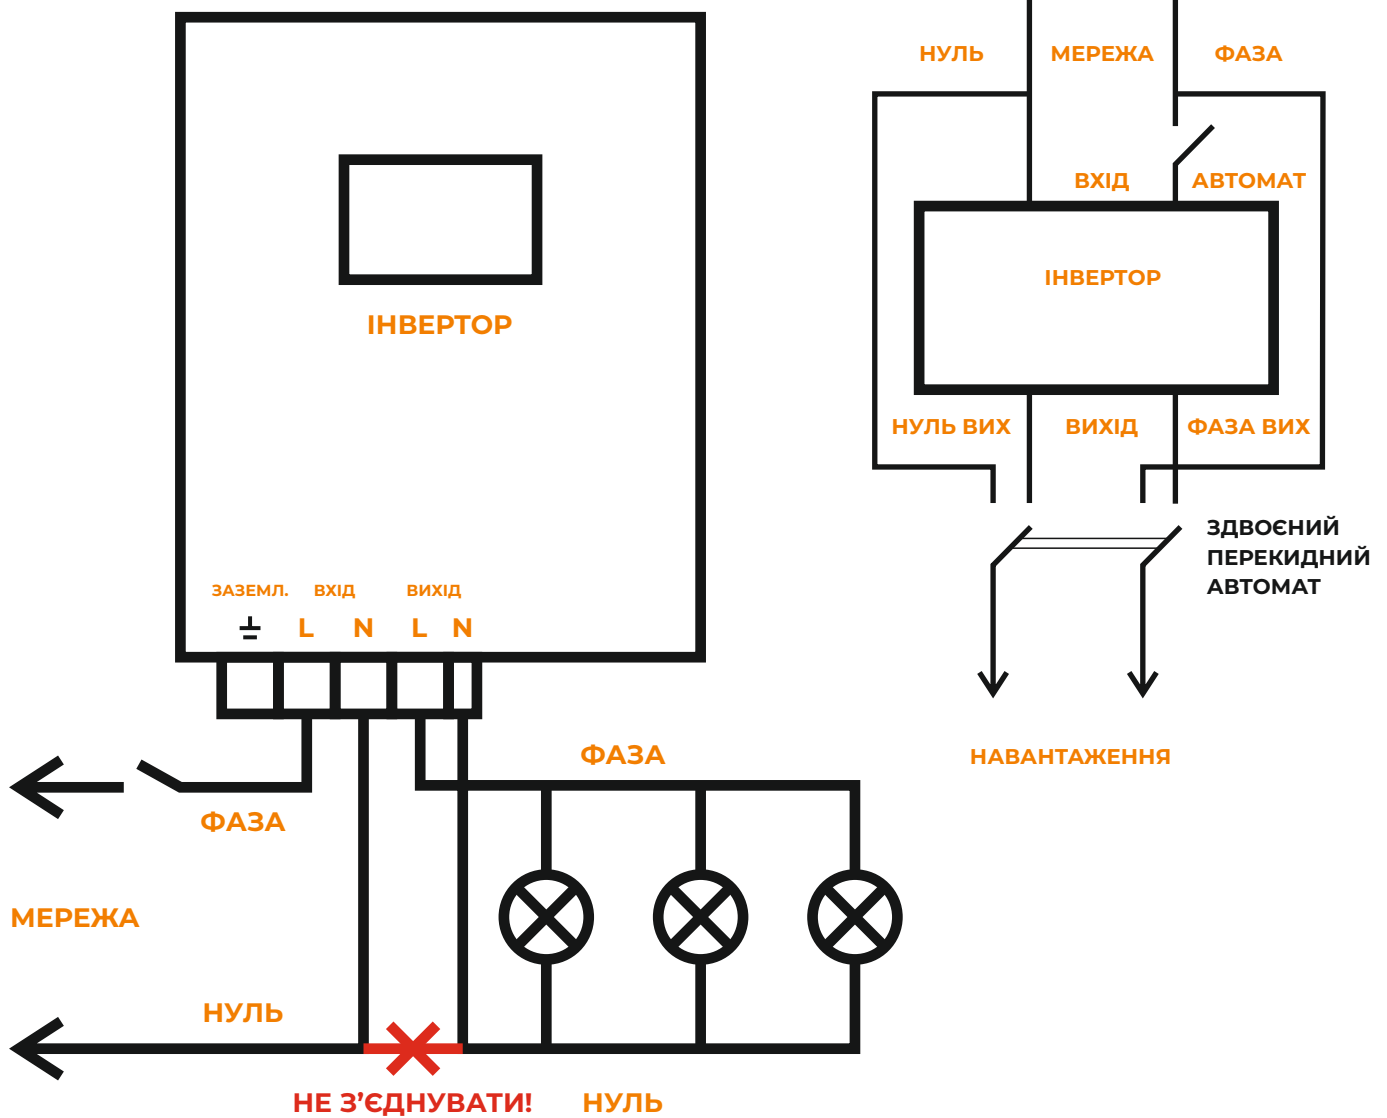 ІНВЕРТОР
ЗАЗЕМЛ. ВХІД ВИХІД
L N L N
ФАЗА
ФАЗА
МЕРЕЖА
НУЛЬ
НЕ З’ЄДНУВАТИ! НУЛЬ
НУЛЬ МЕРЕЖА ФАЗА
ВХІД АВТОМАТ
ІНВЕРТОР
НУЛЬ ВИХ ВИХІД ФАЗА ВИХ
ЗДВОЄНИЙ
ПЕРЕКИДНИЙ
АВТОМАТ
НАВАНТАЖЕННЯ